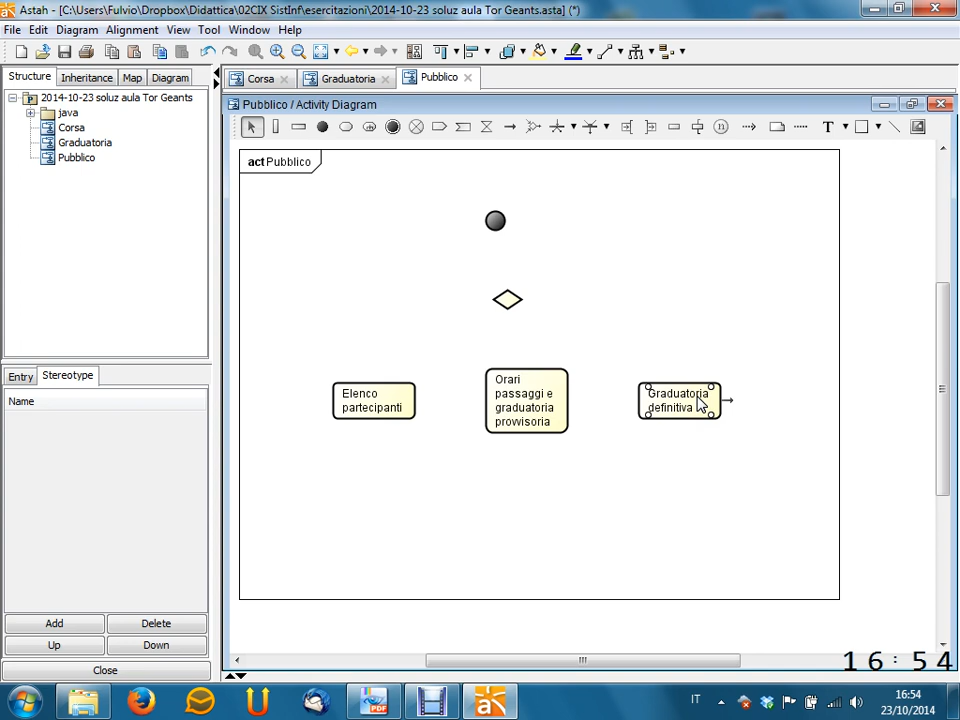 Astah - [C:\Users\Fulvio\Dropbox\Didattica\02CIX SistInf\esercitazioni\2014-10-23 soluz aula Tor Geants.asta] (*)
File Edit Diagram Alignment View Tool Window Help
Structure Inheritance Map Diagram
Corsa Graduatoria Pubblico
2014-10-23 soluz aula Tor Geants
java
Corsa
Graduatoria
Pubblico
Pubblico / Activity Diagram
T
act Pubblico
Elenco
partecipanti
Orari
passaggi e
graduatoria
provvisoria
Graduatoria
definitiva
Entry Stereotype
Name
Add Delete
Up Down
Close
16:54
IT
16:54
23/10/2014